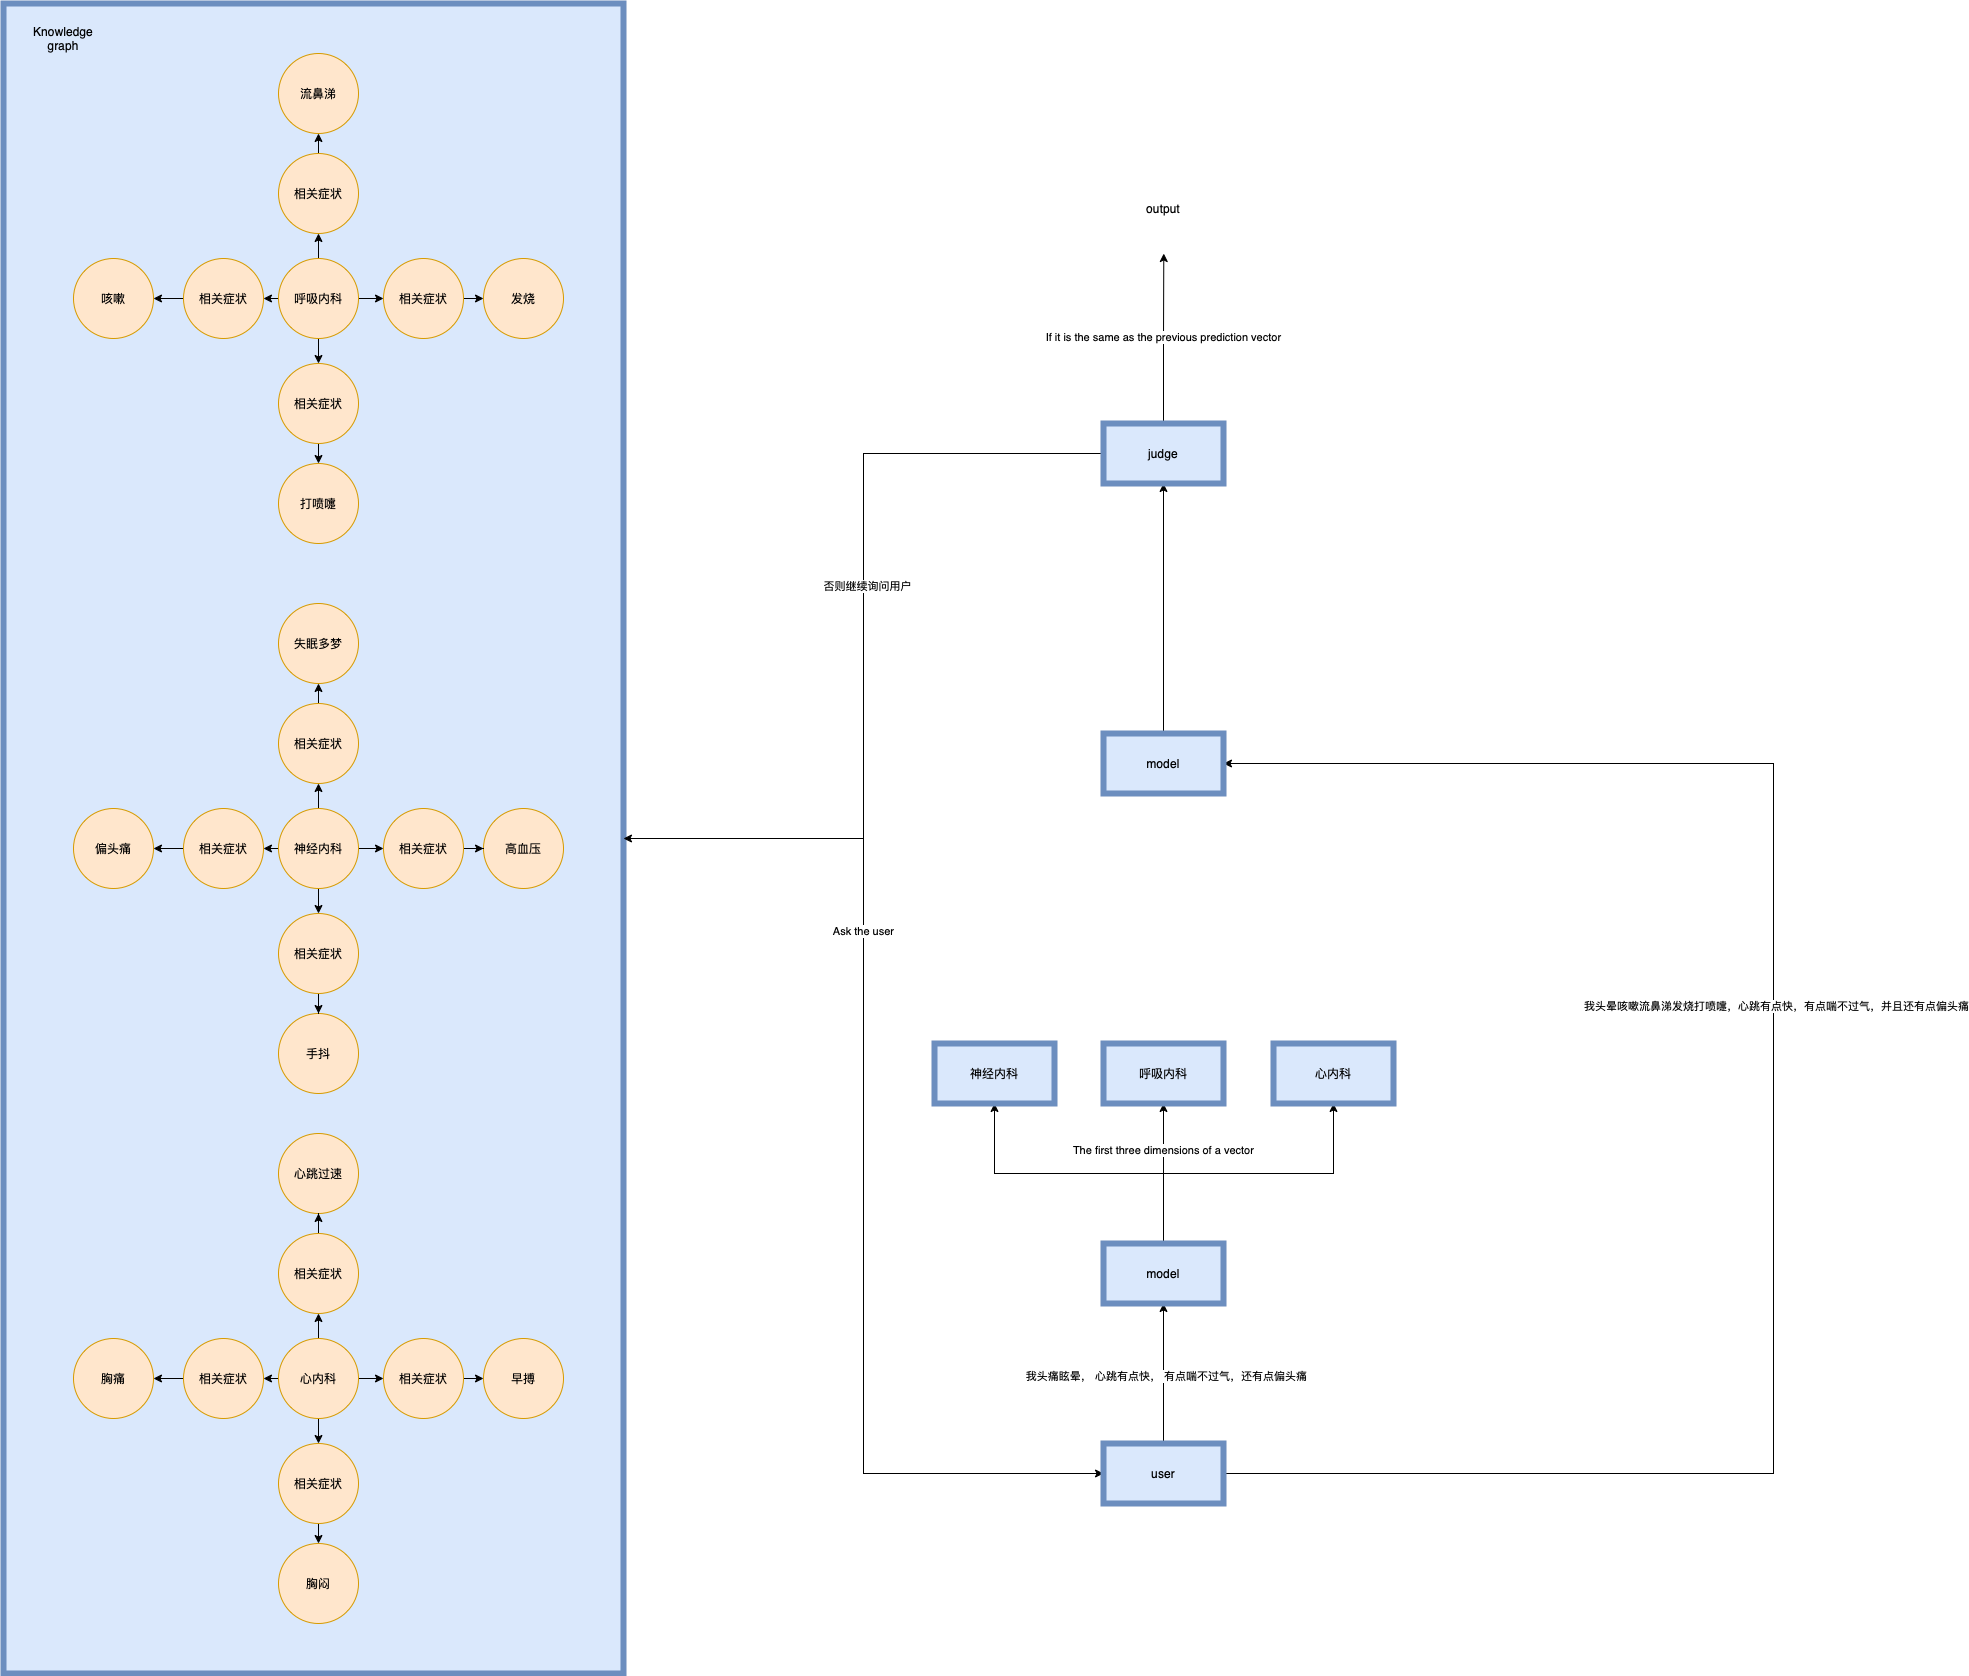 Knowledge
graph
流鼻涕
相关症状
咳嗽
相关症状
呼吸内科
相关症状
发烧
相关症状
打喷嚏
失眠多梦
相关症状
偏头痛
相关症状
神经内科
相关症状
高血压
相关症状
手抖
心跳过速
相关症状
胸痛
相关症状
心内科
相关症状
早搏
相关症状
胸闷
output
If it is the same as the previous prediction vector
judge
否则继续询问用户
model
Ask the user
我头晕咳嗽流鼻涕发烧打喷嚏，心跳有点快，有点喘不过气，并且还有点偏头痛
神经内科
呼吸内科
心内科
The first three dimensions of a vector
model
我头痛眩晕， 心跳有点快， 有点喘不过气，还有点偏头痛
user